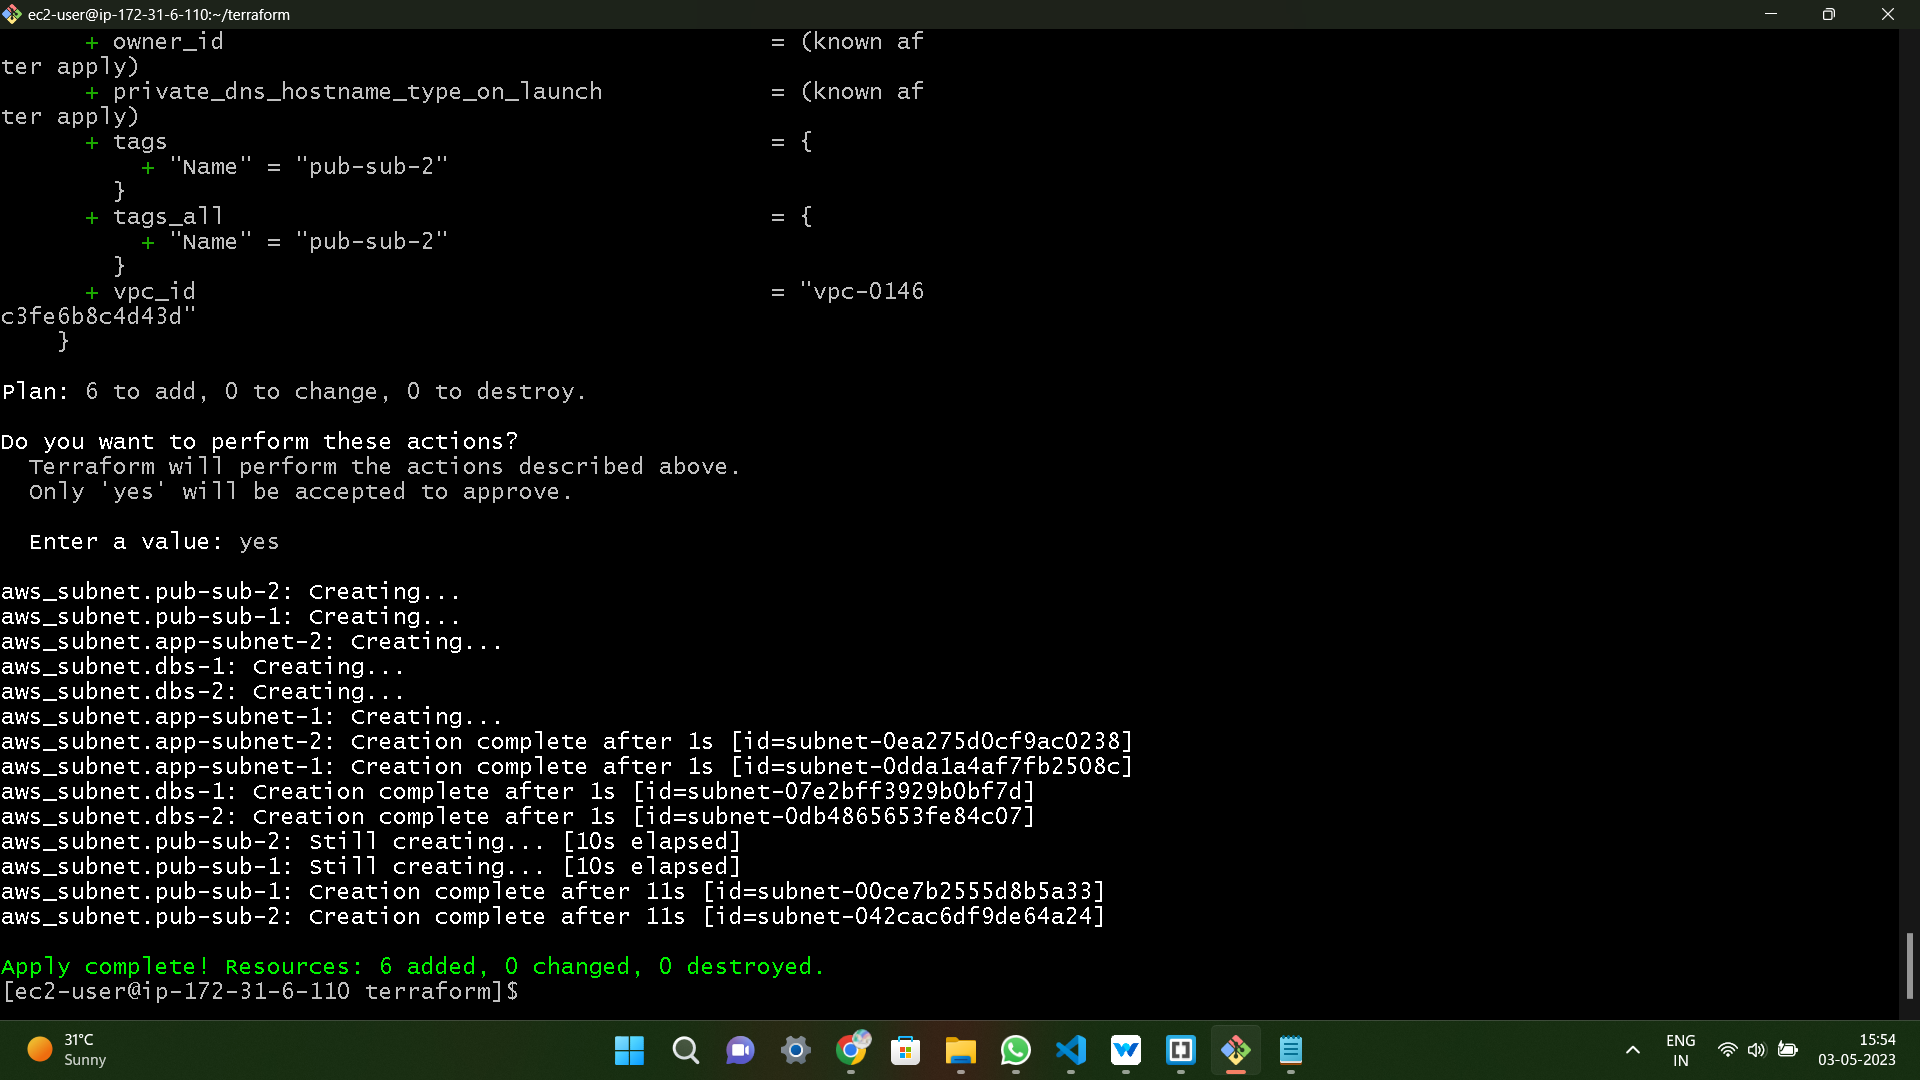 ec2-user@ip-172-31-6-110:~/terraform
+ owner_id = (known af
ter apply)
+ private_dns_hostname_type_on_launch = (known af
ter apply)
+ tags = {
+ "Name" = "pub-sub-2"
}
+ tags_all = {
+ "Name" = "pub-sub-2"
}
+ vpc_id = "vpc-0146
c3fe6b8c4d43d"
}
Plan: 6 to add, 0 to change, 0 to destroy.
Do you want to perform these actions?
Terraform will perform the actions described above.
Only 'yes' will be accepted to approve.
Enter a value: yes
aws_subnet.pub-sub-2: Creating...
aws_subnet.pub-sub-1: Creating...
aws_subnet.app-subnet-2: Creating...
aws_subnet.dbs-1: Creating...
aws_subnet.dbs-2: Creating...
aws_subnet.app-subnet-1: Creating...
aws_subnet.app-subnet-2: Creation complete after 1s [id=subnet-0ea275d0cf9ac0238]
aws_subnet.app-subnet-1: Creation complete after 1s [id=subnet-0dda1a4af7fb2508c]
aws_subnet.dbs-1: Creation complete after 1s [id=subnet-07e2bff3929b0bf7d]
aws_subnet.dbs-2: Creation complete after 1s [id=subnet-0db4865653fe84c07]
aws_subnet.pub-sub-2: Still creating... [10s elapsed]
aws_subnet.pub-sub-1: Still creating... [10s elapsed]
aws_subnet.pub-sub-1: Creation complete after 11s [id=subnet-00ce7b2555d8b5a33]
aws_subnet.pub-sub-2: Creation complete after 11s [id=subnet-042cac6df9de64a24]
Apply complete! Resources: 6 added, 0 changed, 0 destroyed.
[ec2-user@ip-172-31-6-110 terraform]$
31°C
Sunny
ENG
IN
15:54
03-05-2023